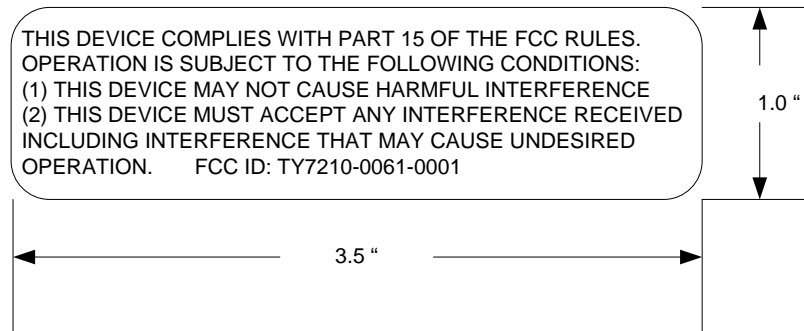 THIS DEVICE COMPLIES WITH PART 15 OF THE FCC RULES.
OPERATION IS SUBJECT TO THE FOLLOWING CONDITIONS:
(1) THIS DEVICE MAY NOT CAUSE HARMFUL INTERFERENCE
(2) THIS DEVICE MUST ACCEPT ANY INTERFERENCE RECEIVED
INCLUDING INTERFERENCE THAT MAY CAUSE UNDESIRED
OPERATION. FCC ID: TY7210-0061-0001
1.0 “
3.5 “